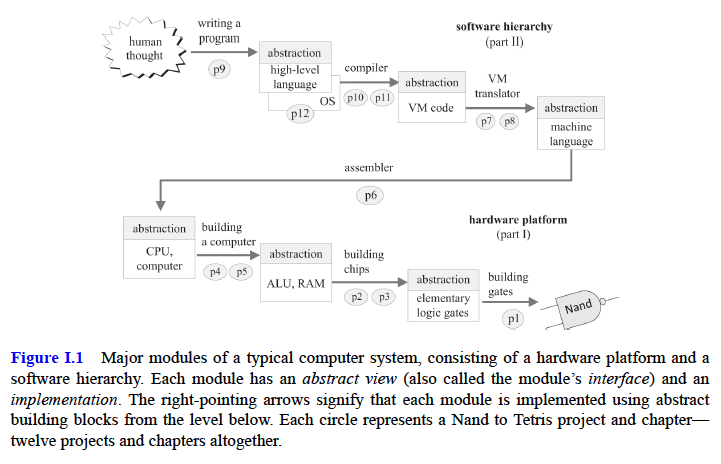 human
thought
writing a
program
p9
abstraction
high-level
language
OS
p12
compiler
p10 p11
software hierarchy
(part II)
abstraction
VM code
VM
translator
p7 p8
abstraction
machine
language
assembler
p6
hardware platform
(part I)
abstraction
CPU,
computer
building
a computer
p4 p5
abstraction
ALU, RAM
building
chips
p2 p3
abstraction
elementary
logic gates
building
gates
p1
Nand
Figure I.1 Major modules of a typical computer system, consisting of a hardware platform and a
software hierarchy. Each module has an abstract view (also called the module’s interface) and an
implementation. The right-pointing arrows signify that each module is implemented using abstract
building blocks from the level below. Each circle represents a Nand to Tetris project and chapter—
twelve projects and chapters altogether.